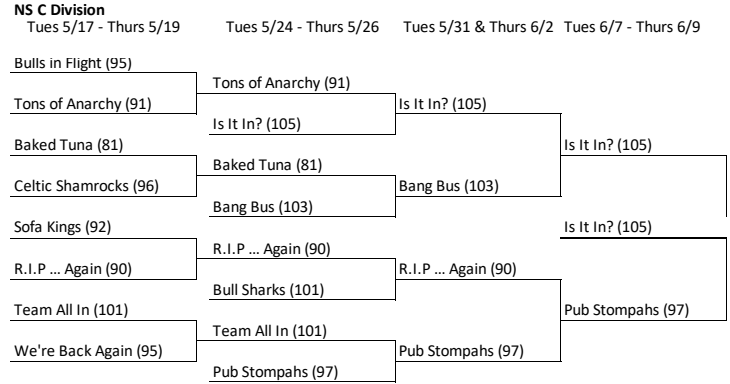 NS C Division
Tues 5/17 - Thurs 5/19 Tues 5/24 - Thurs 5/26 Tues 5/31 & Thurs 6/2 Tues 6/7 - Thurs 6/9
Bulls in Flight (95)
Tons of Anarchy (91)
Tons of Anarchy (91) Is It In? (105)
Is It In? (105)
Baked Tuna (81) Is It In? (105)
Baked Tuna (81)
Celtic Shamrocks (96) Bang Bus (103)
Bang Bus (103)
Sofa Kings (92) Is It In? (105)
R.I.P ... Again (90)
R.I.P ... Again (90) R.I.P ... Again (90)
Bull Sharks (101)
Team All In (101) Pub Stompahs (97)
Team All In (101)
We're Back Again (95) Pub Stompahs (97)
Pub Stompahs (97)